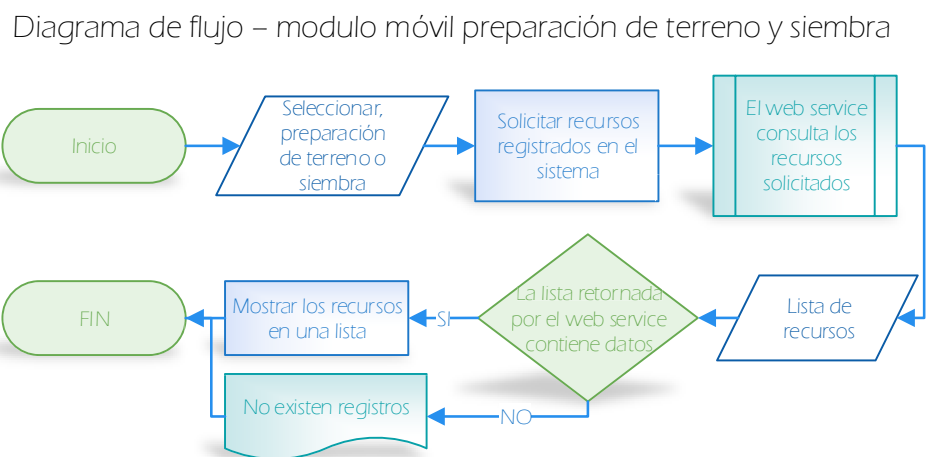 Diagrama de flujo – modulo móvil preparación de terreno y siembra
Inicio
Seleccionar,
preparación
de terreno o
siembra
Solicitar recursos
registrados en el
sistema
El web service
consulta los
recursos
solicitados
Lista de
recursos
La lista retornada
por el web service
contiene datos
SI
Mostrar los recursos
en una lista
FIN
NO
No existen registros